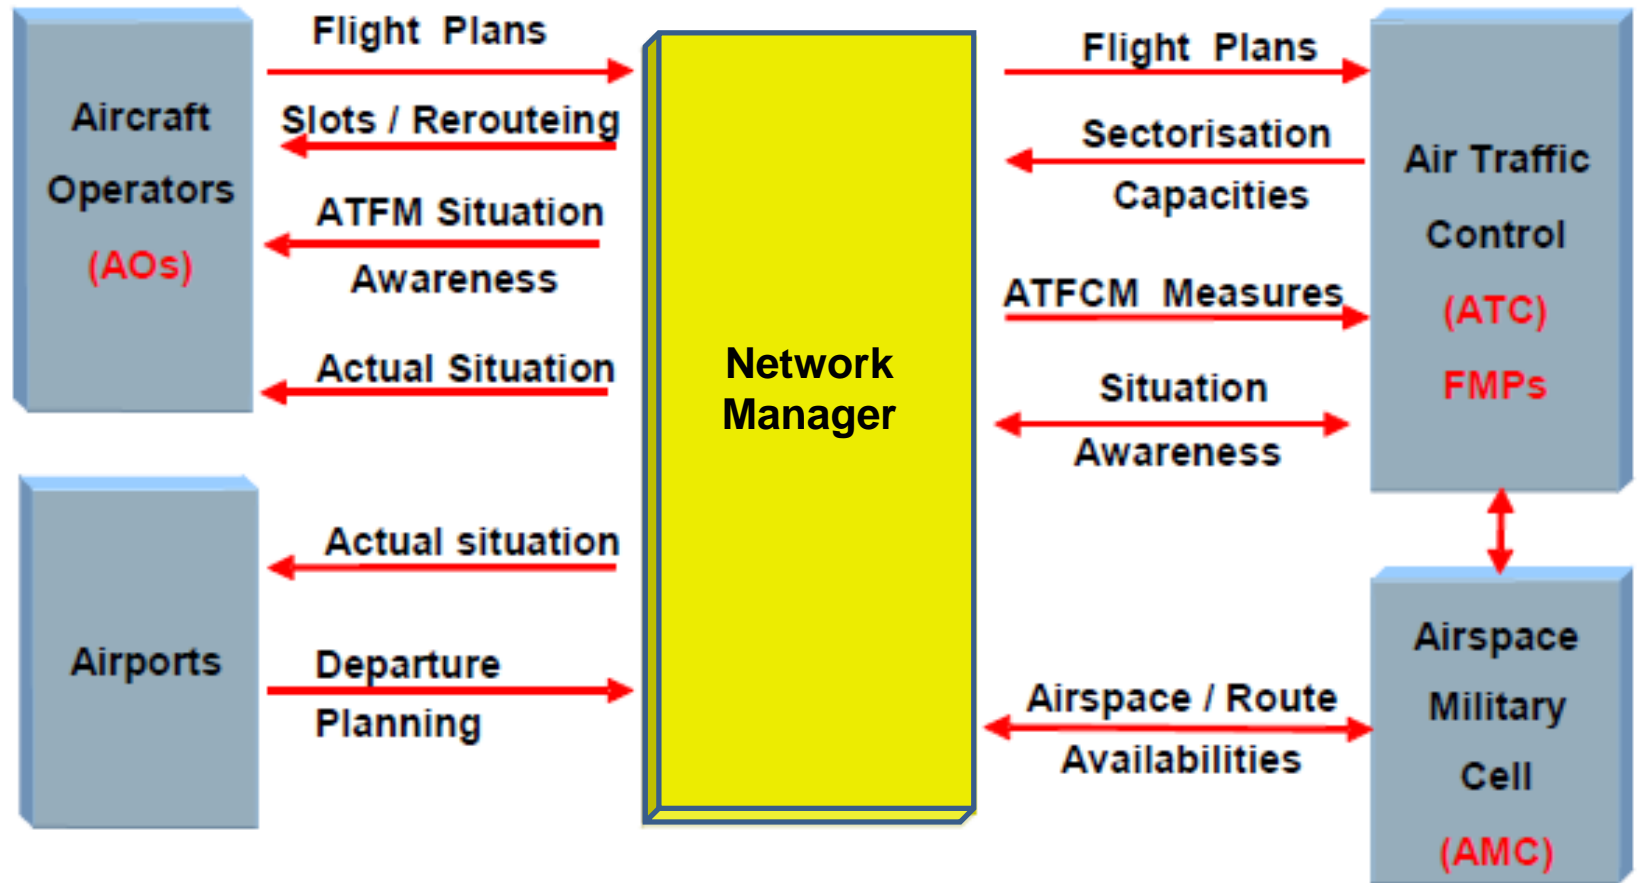 Aircraft
Operators
(AOs)
Flight Plans
Slots / Rerouteing
ATFM Situation
Awareness
Actual Situation
Airports
Actual situation
Departure
Planning
Network
Manager
Flight Plans
Sectorisation
Capacities
ATFCM Measures
Situation
Awareness
Airspace / Route
Availabilities
Air Traffic
Control
(ATC)
FMPs
Airspace
Military
Cell
(AMC)